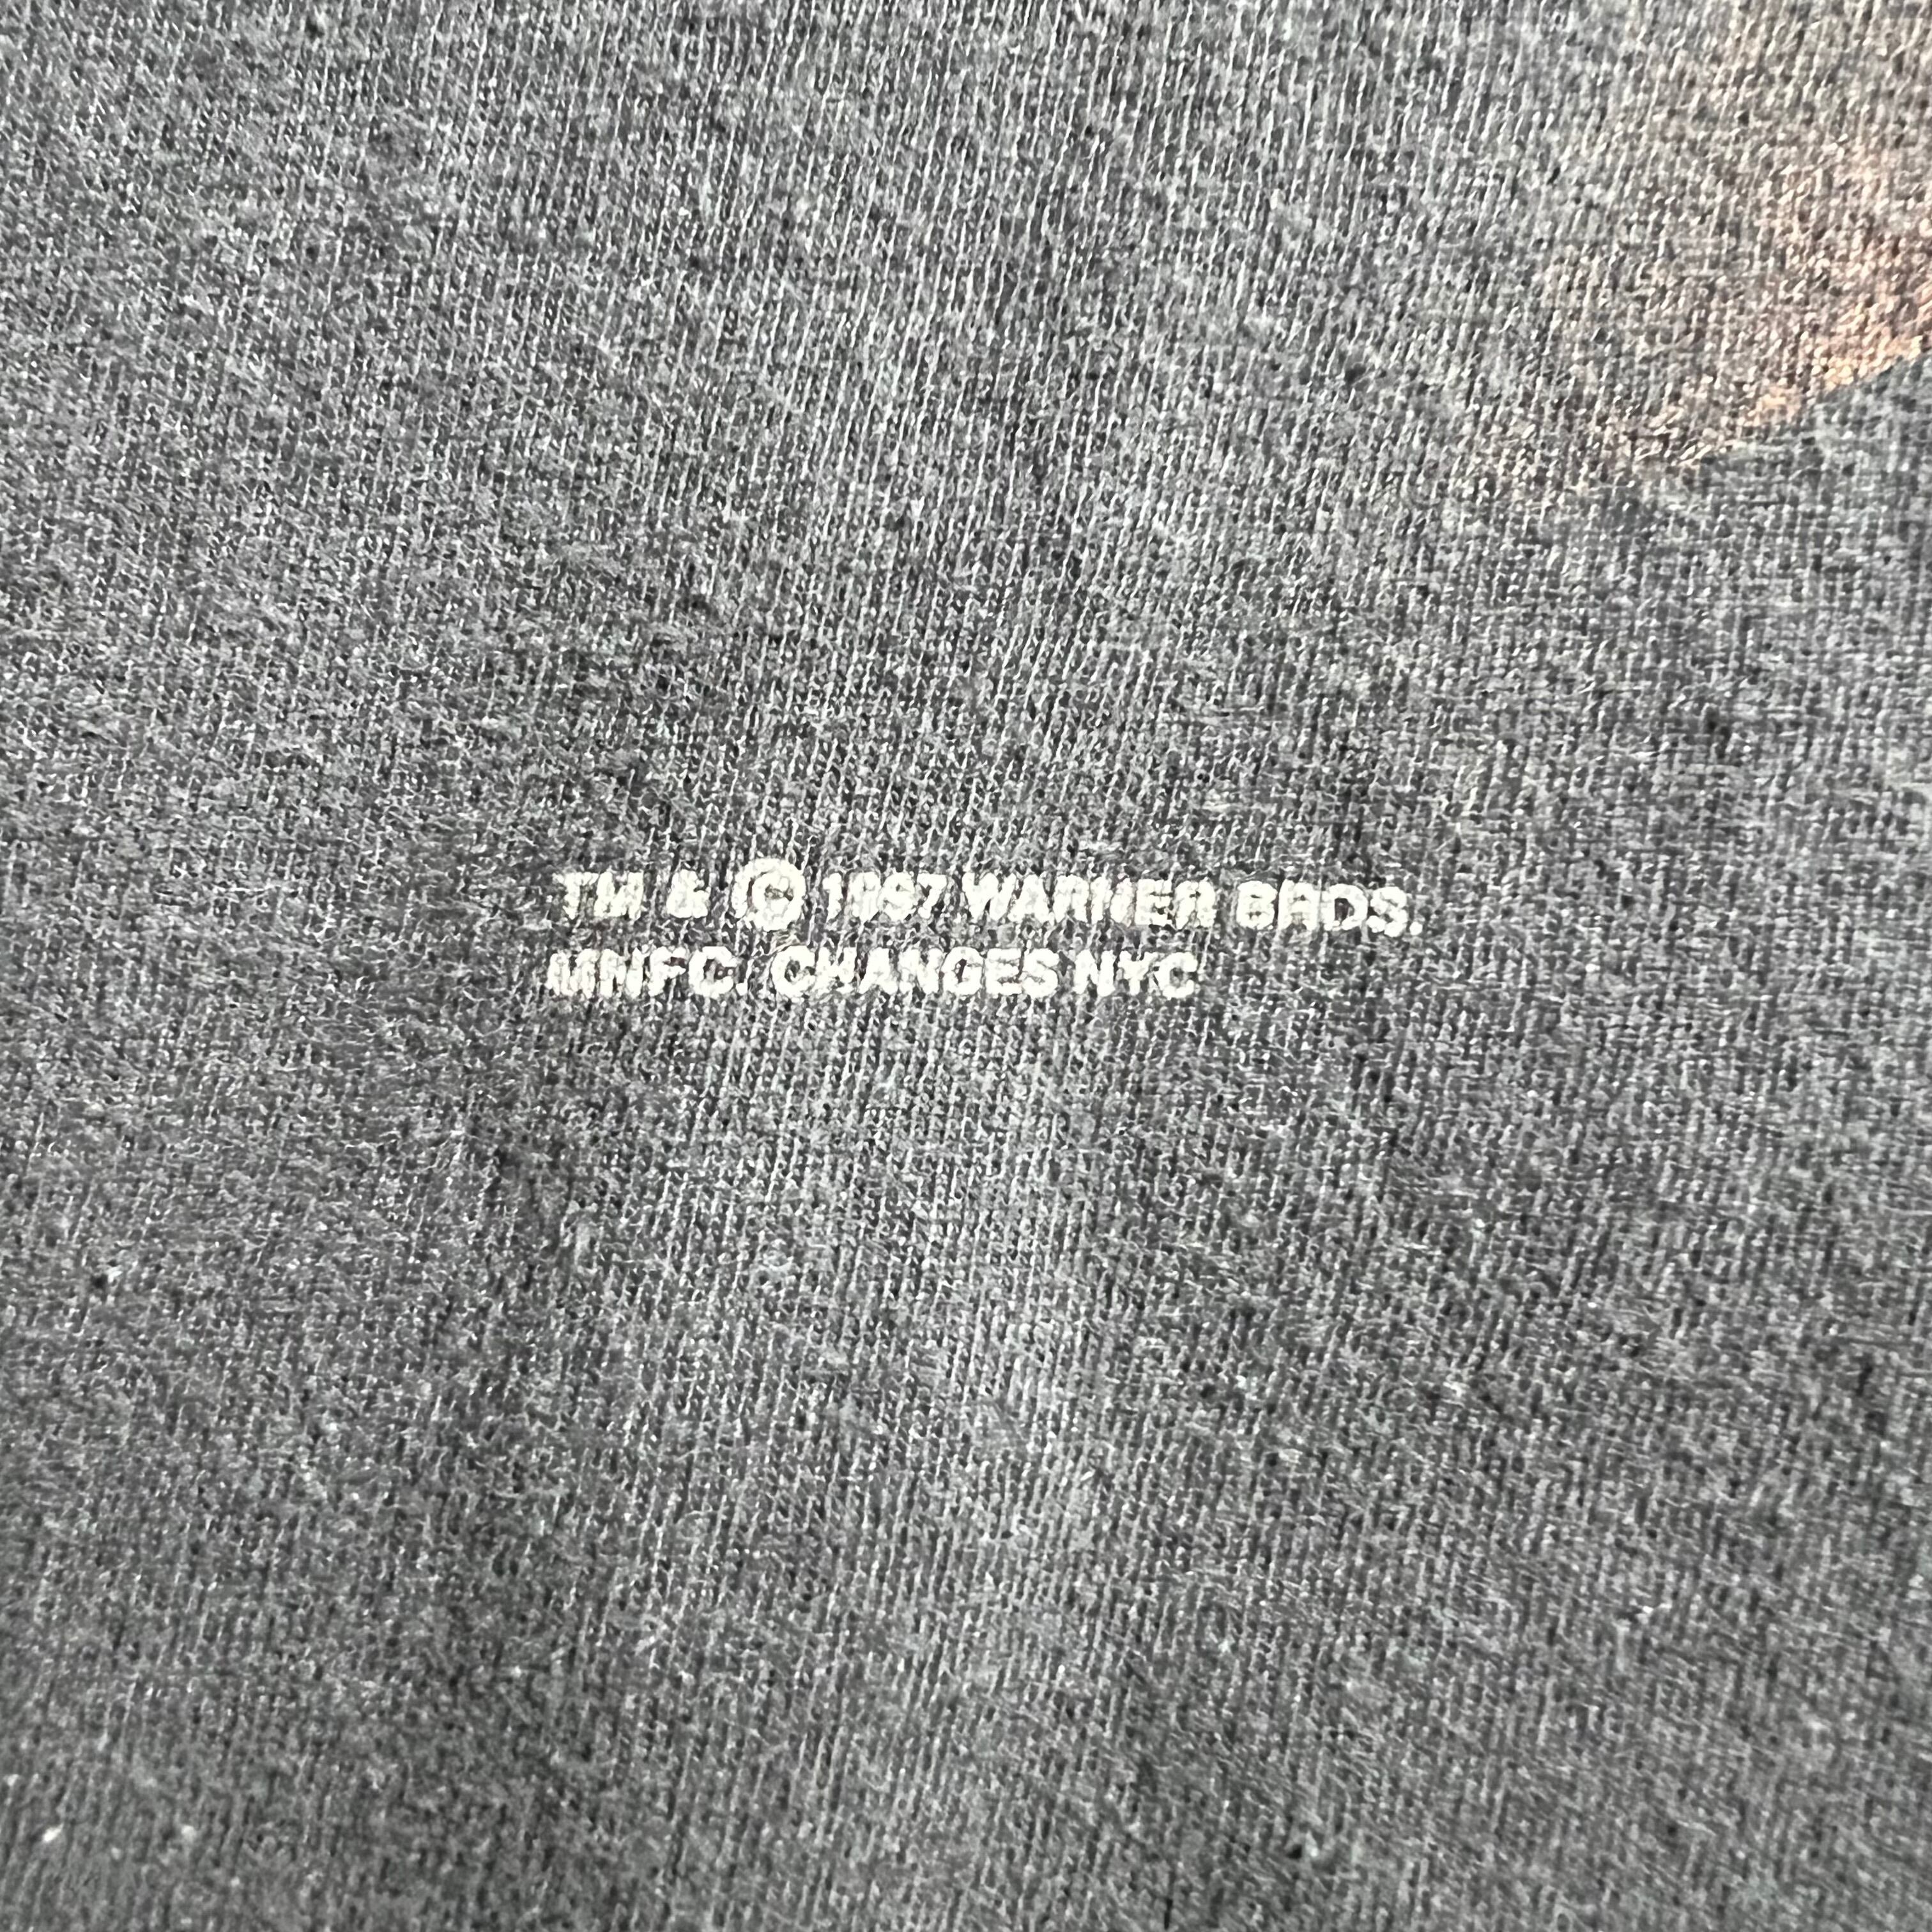 TM & © 1997 WARNER BROS.
MNFC. CHANGES NYC